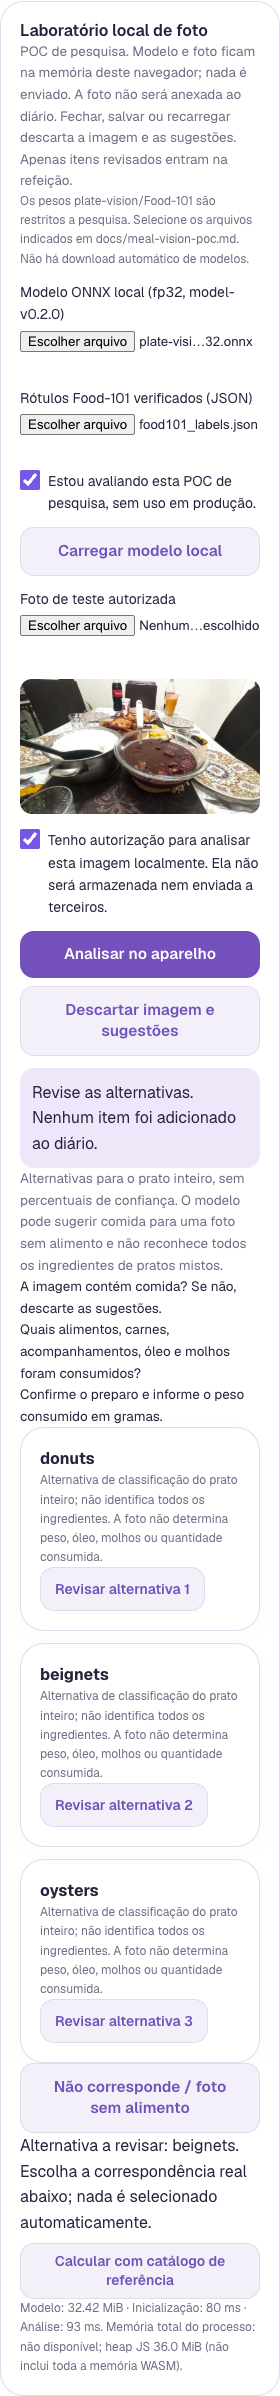 Laboratório local de foto
POC de pesquisa. Modelo e foto ficam
na memória deste navegador; nada é
enviado. A foto não será anexada ao
diário. Fechar, salvar ou recarregar
descarta a imagem e as sugestões.
Apenas itens revisados entram na
refeição.
Os pesos plate-vision/Food-101 são
restritos a pesquisa. Selecione os arquivos
indicados em docs/meal-vision-poc.md.
Não há download automático de modelos.
Modelo ONNX local (fp32, model-
v0.2.0)
Escolher arquivo plate-visi...32.onnx
Rótulos Food-101 verificados (JSON)
Escolher arquivo food101_labels.json
Estou avaliando esta POC de
pesquisa, sem uso em produção.
Carregar modelo local
Foto de teste autorizada
Escolher arquivo Nenhum...escolhido
Tenho autorização para analisar
esta imagem localmente. Ela não
será armazenada nem enviada a
terceiros.
Analisar no aparelho
Descartar imagem e
sugestões
Revise as alternativas.
Nenhum item foi adicionado
ao diário.
Alternativas para o prato inteiro, sem
percentuais de confiança. O modelo
pode sugerir comida para uma foto
sem alimento e não reconhece todos
os ingredientes de pratos mistos.
A imagem contém comida? Se não,
descarte as sugestões.
Quais alimentos, carnes,
acompanhamentos, óleo e molhos
foram consumidos?
Confirme o preparo e informe o peso
consumido em gramas.
donuts
Alternativa de classificação do prato
inteiro; não identifica todos os
ingredientes. A foto não determina
peso, óleo, molhos ou quantidade
consumida.
Revisar alternativa 1
beignets
Alternativa de classificação do prato
inteiro; não identifica todos os
ingredientes. A foto não determina
peso, óleo, molhos ou quantidade
consumida.
Revisar alternativa 2
oysters
Alternativa de classificação do prato
inteiro; não identifica todos os
ingredientes. A foto não determina
peso, óleo, molhos ou quantidade
consumida.
Revisar alternativa 3
Não corresponde / foto
sem alimento
Alternativa a revisar: beignets.
Escolha a correspondência real
abaixo; nada é selecionado
automaticamente.
Calcular com catálogo de
referência
Modelo: 32.42 MiB · Inicialização: 80 ms ·
Análise: 93 ms. Memória total do processo:
não disponível; heap JS 36.0 MiB (não
inclui toda a memória WASM).